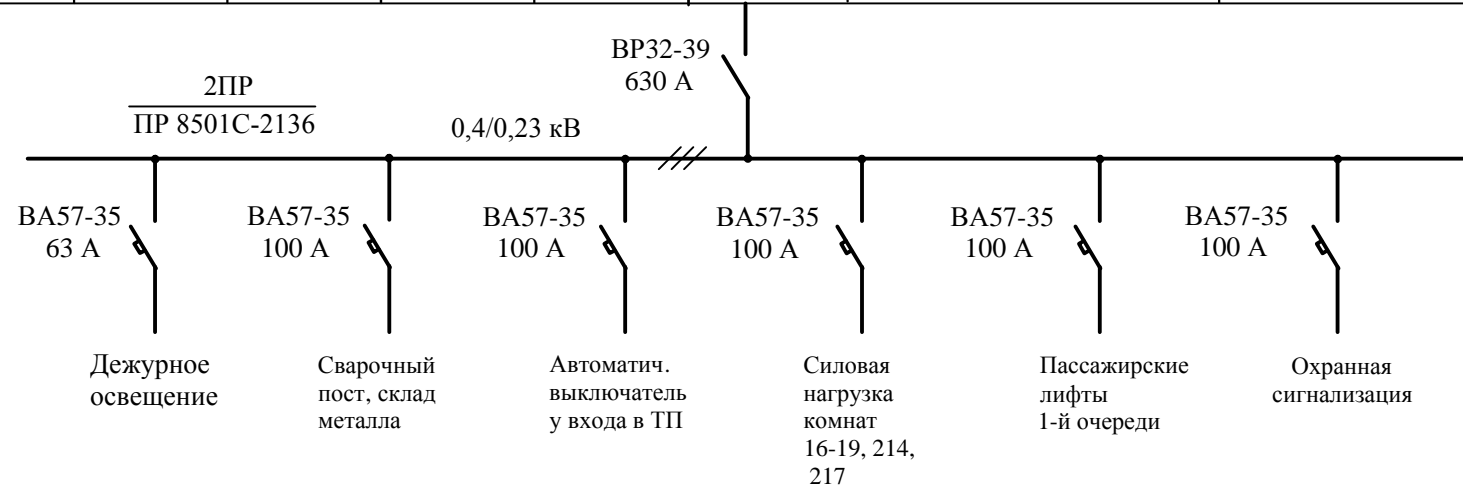 ВР32-39
630 А
2ПР
ПР 8501С-2136
0,4/0,23 кВ
ВА57-35
63 А
ВА57-35
100 А
ВА57-35
100 А
ВА57-35
100 А
ВА57-35
100 А
ВА57-35
100 А
Дежурное
освещение
Сварочный
пост, склад
металла
Автоматич.
выключатель
у входа в ТП
Силовая
нагрузка
комнат
16-19, 214,
217
Пассажирские
лифты
1-й очереди
Охранная
сигнализация